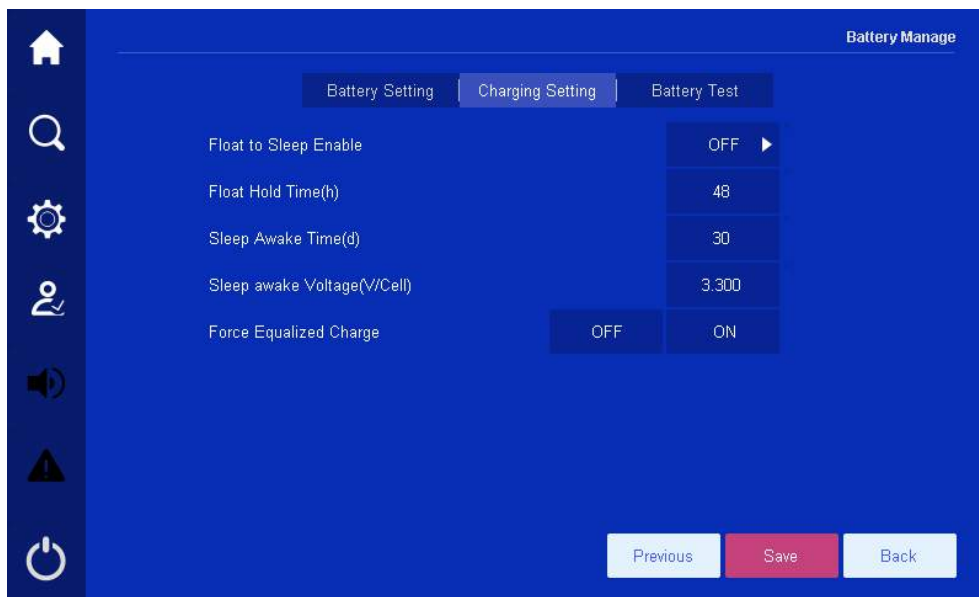 Battery Manage
Battery Setting Charging Setting Battery Test
Float to Sleep Enable OFF
Float Hold Time(h) 48
Sleep Awake Time(d) 30
Sleep awake Voltage(V/Cell) 3.300
Force Equalized Charge OFF ON
Previous Save Back